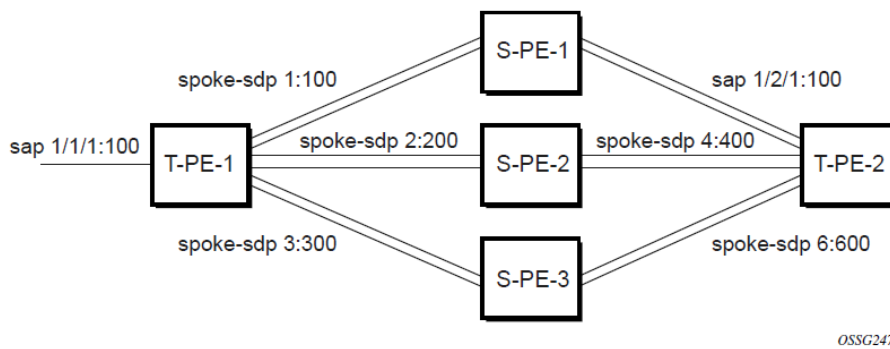 S-PE-1
spoke-sdp 1:100
sap 1/2/1:100
sap 1/1/1:100
T-PE-1
spoke-sdp 2:200
S-PE-2
spoke-sdp 4:400
T-PE-2
spoke-sdp 3:300
S-PE-3
spoke-sdp 6:600
OSSG247